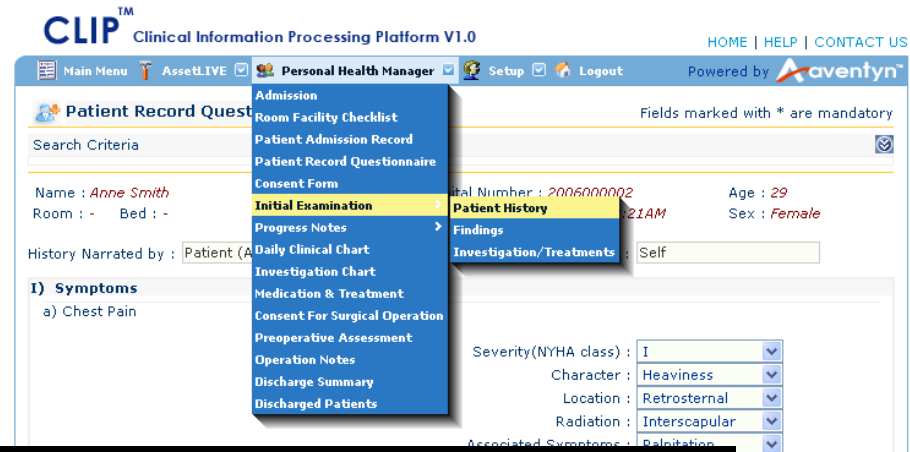 CLIP™ Clinical Information Processing Platform V1.0
HOME | HELP | CONTACT US
Main Menu AssetLIVE Personal Health Manager Setup Logout Powered by aventyn™
Patient Record Quest
Fields marked with * are mandatory
Search Criteria
Name : Anne Smith
ital Number : 2006000002
Age : 29
Room : - Bed : -
:21AM
Sex : Female
History Narrated by : Patient (A
: Self
Admission
Room Facility Checklist
Patient Admission Record
Patient Record Questionnaire
Consent Form
Initial Examination
Progress Notes
Daily Clinical Chart
Investigation Chart
Medication & Treatment
Consent For Surgical Operation
Preoperative Assessment
Operation Notes
Discharge Summary
Discharged Patients
Patient History
Findings
Investigation/Treatments
I) Symptoms
a) Chest Pain
Severity(NYHA class) : I
Character : Heaviness
Location : Retrosternal
Radiation : Interscapular
Associated Symptoms : Palpitation